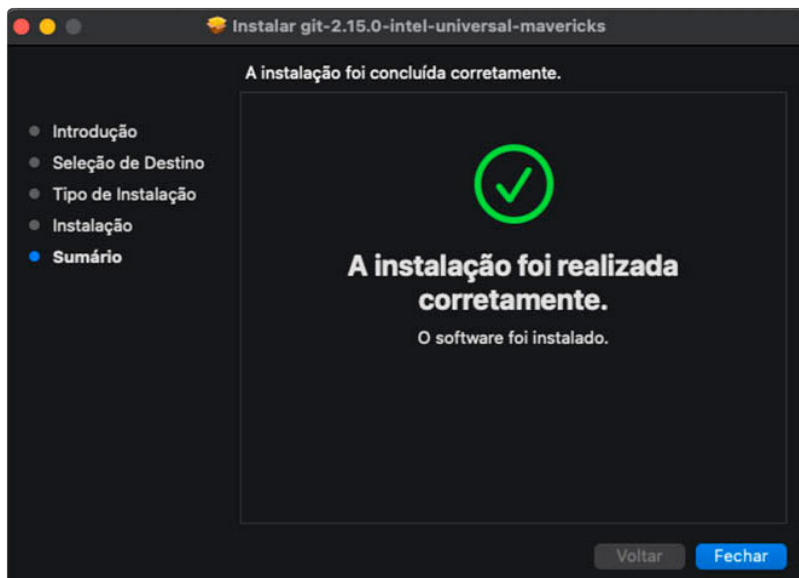 Instalar git-2.15.0-intel-universal-mavericks
A instalação foi concluída corretamente.
Introdução
Seleção de Destino
Tipo de Instalação
Instalação
Sumário
A instalação foi realizada
corretamente.
O software foi instalado.
Voltar
Fechar